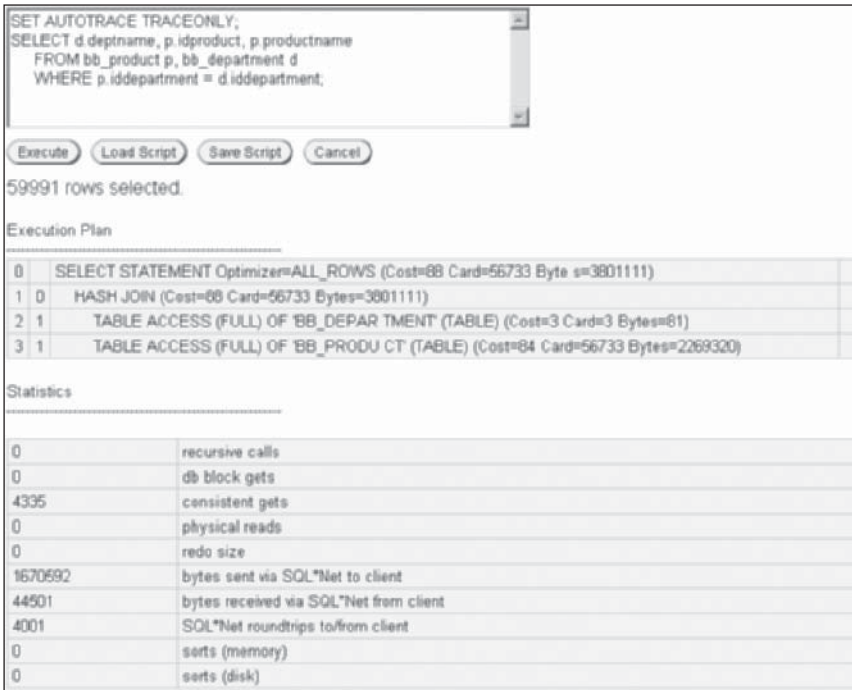 SET AUTOTRACE TRACEONLY;
SELECT d.deptname, p.idproduct, p.productname
FROM bb_product p, bb_department d
WHERE p.iddepartment = d.iddepartment;
Execute Load Script Save Script Cancel
59991 rows selected.
Execution Plan
0 SELECT STATEMENT Optimizer=ALL_ROWS (Cost=88 Card=56733 Byte s=3801111)
1 0 HASH JOIN (Cost=88 Card=56733 Bytes=3801111)
2 1 TABLE ACCESS (FULL) OF 'BB_DEPAR TMENT' (TABLE) (Cost=3 Card=3 Bytes=81)
3 1 TABLE ACCESS (FULL) OF 'BB_PRODU CT' (TABLE) (Cost=84 Card=56733 Bytes=2269320)
Statistics
0 recursive calls
0 db block gets
4335 consistent gets
0 physical reads
0 redo size
1670592 bytes sent via SQL*Net to client
44501 bytes received via SQL*Net from client
4001 SQL*Net roundtrips to/from client
0 sorts (memory)
0 sorts (disk)